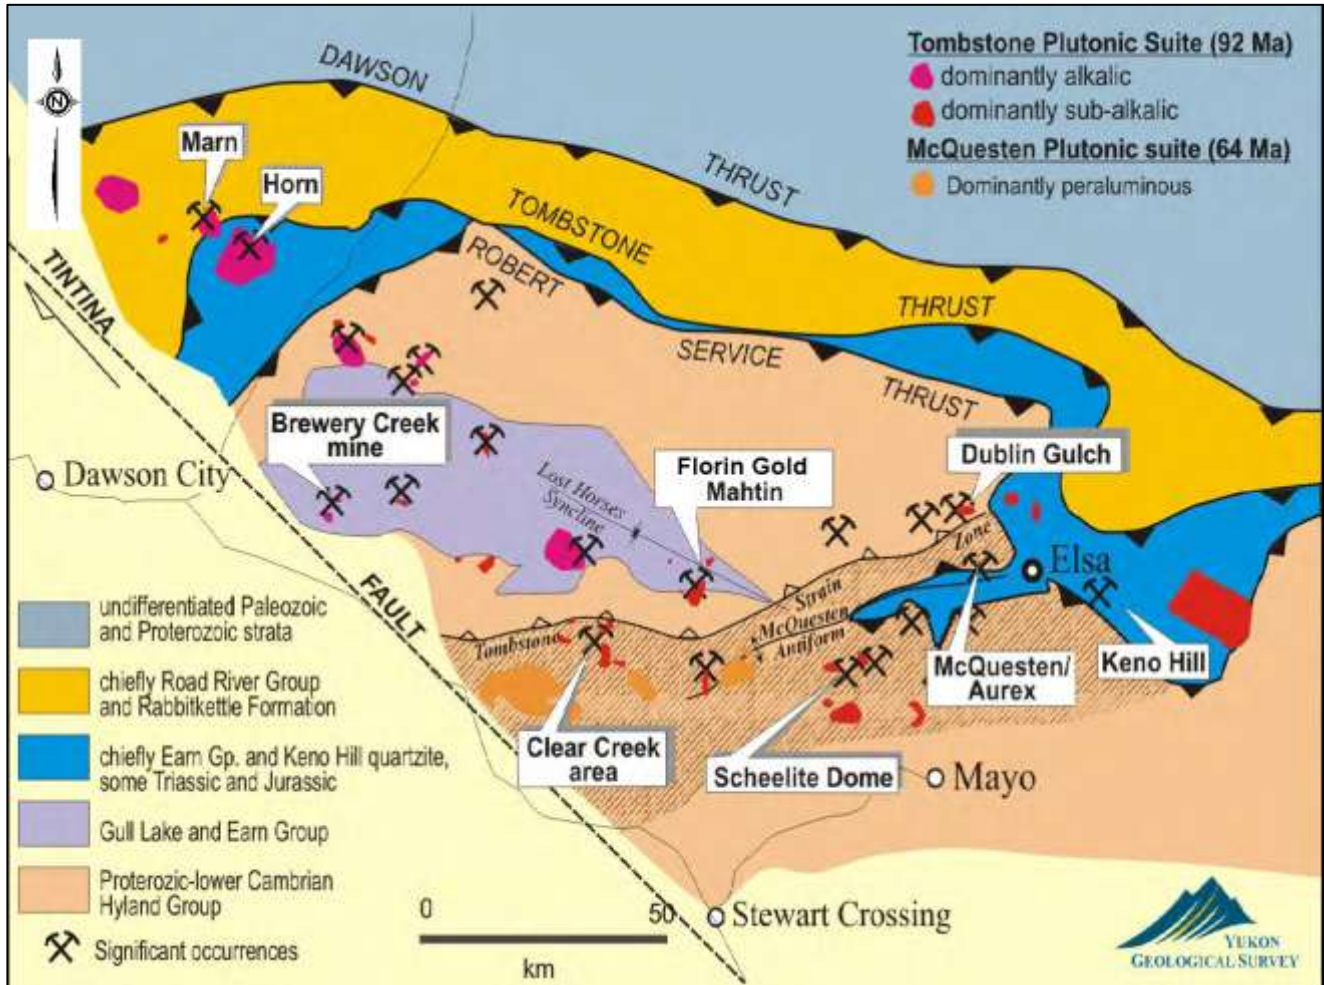 Tombstone Plutonic Suite (92 Ma)
dominantly alkalic
dominantly sub-alkalic
McQuesten Plutonic suite (64 Ma)
Dominantly peraluminous
N
DAWSON
THRUST
Marn
Horn
TOMBSTONE
THRUST
ROBERT
SERVICE
THRUST
TINTINA
FAULT
Brewery Creek
mine
Dawson City
Lost Horses
Syncline
Florin Gold
Mahtin
Dublin Gulch
Elsa
Tombstone
Strain
Zone
McQuesten
Antiform
McQuesten/
Aurex
Keno Hill
Clear Creek
area
Scheelite Dome
Mayo
Stewart Crossing
undifferentiated Paleozoic
and Proterozoic strata
chiefly Road River Group
and Rabbitkettle Formation
chiefly Earn Gp. and Keno Hill quartzite,
some Triassic and Jurassic
Gull Lake and Earn Group
Proterozic-lower Cambrian
Hyland Group
Significant occurrences
0 50
km
YUKON
GEOLOGICAL SURVEY